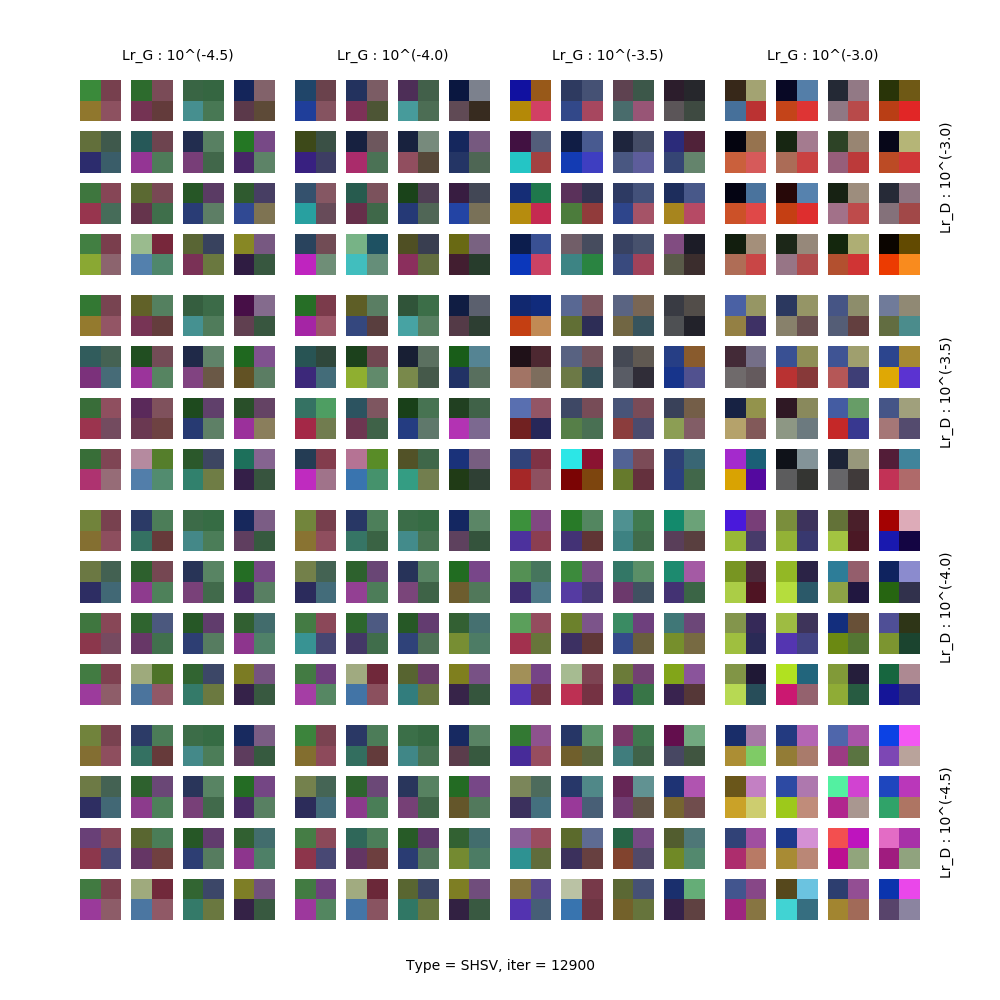 Lr_G : 10^(-4.5)
Lr_G : 10^(-4.0)
Lr_G : 10^(-3.5)
Lr_G : 10^(-3.0)
Lr_D : 10^(-3.0)
Lr_D : 10^(-3.5)
Lr_D : 10^(-4.0)
Lr_D : 10^(-4.5)
Type = SHSV, iter = 12900